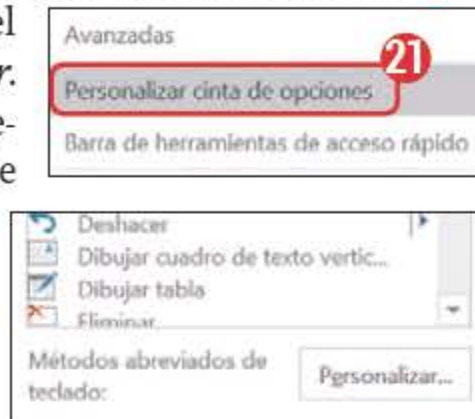 el
r.
e-
e
Avanzadas
21
Personalizar cinta de opciones
Barra de herramientas de acceso rápido
Deshacer
Dibujar cuadro de texto vertic...
Dibujar tabla
Eliminar
Métodos abreviados de
teclado:
Personalizar...